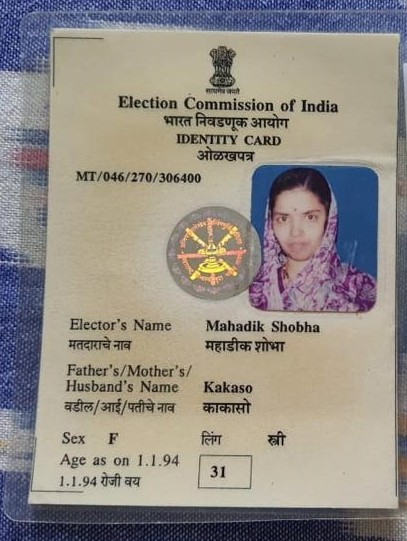 सत्यमेव जयते
Election Commission of India
भारत निवडणूक आयोग
IDENTITY CARD
ओळखपत्र
MT/046/270/306400
Elector's Name Mahadik Shobha
मतदाराचे नाव महाडीक शोभा
Father's/Mother's/
Husband's Name Kakaso
वडील/आई/पतीचे नाव काकासो
Sex F लिंग स्त्री
Age as on 1.1.94 31
1.1.94 रोजी वय